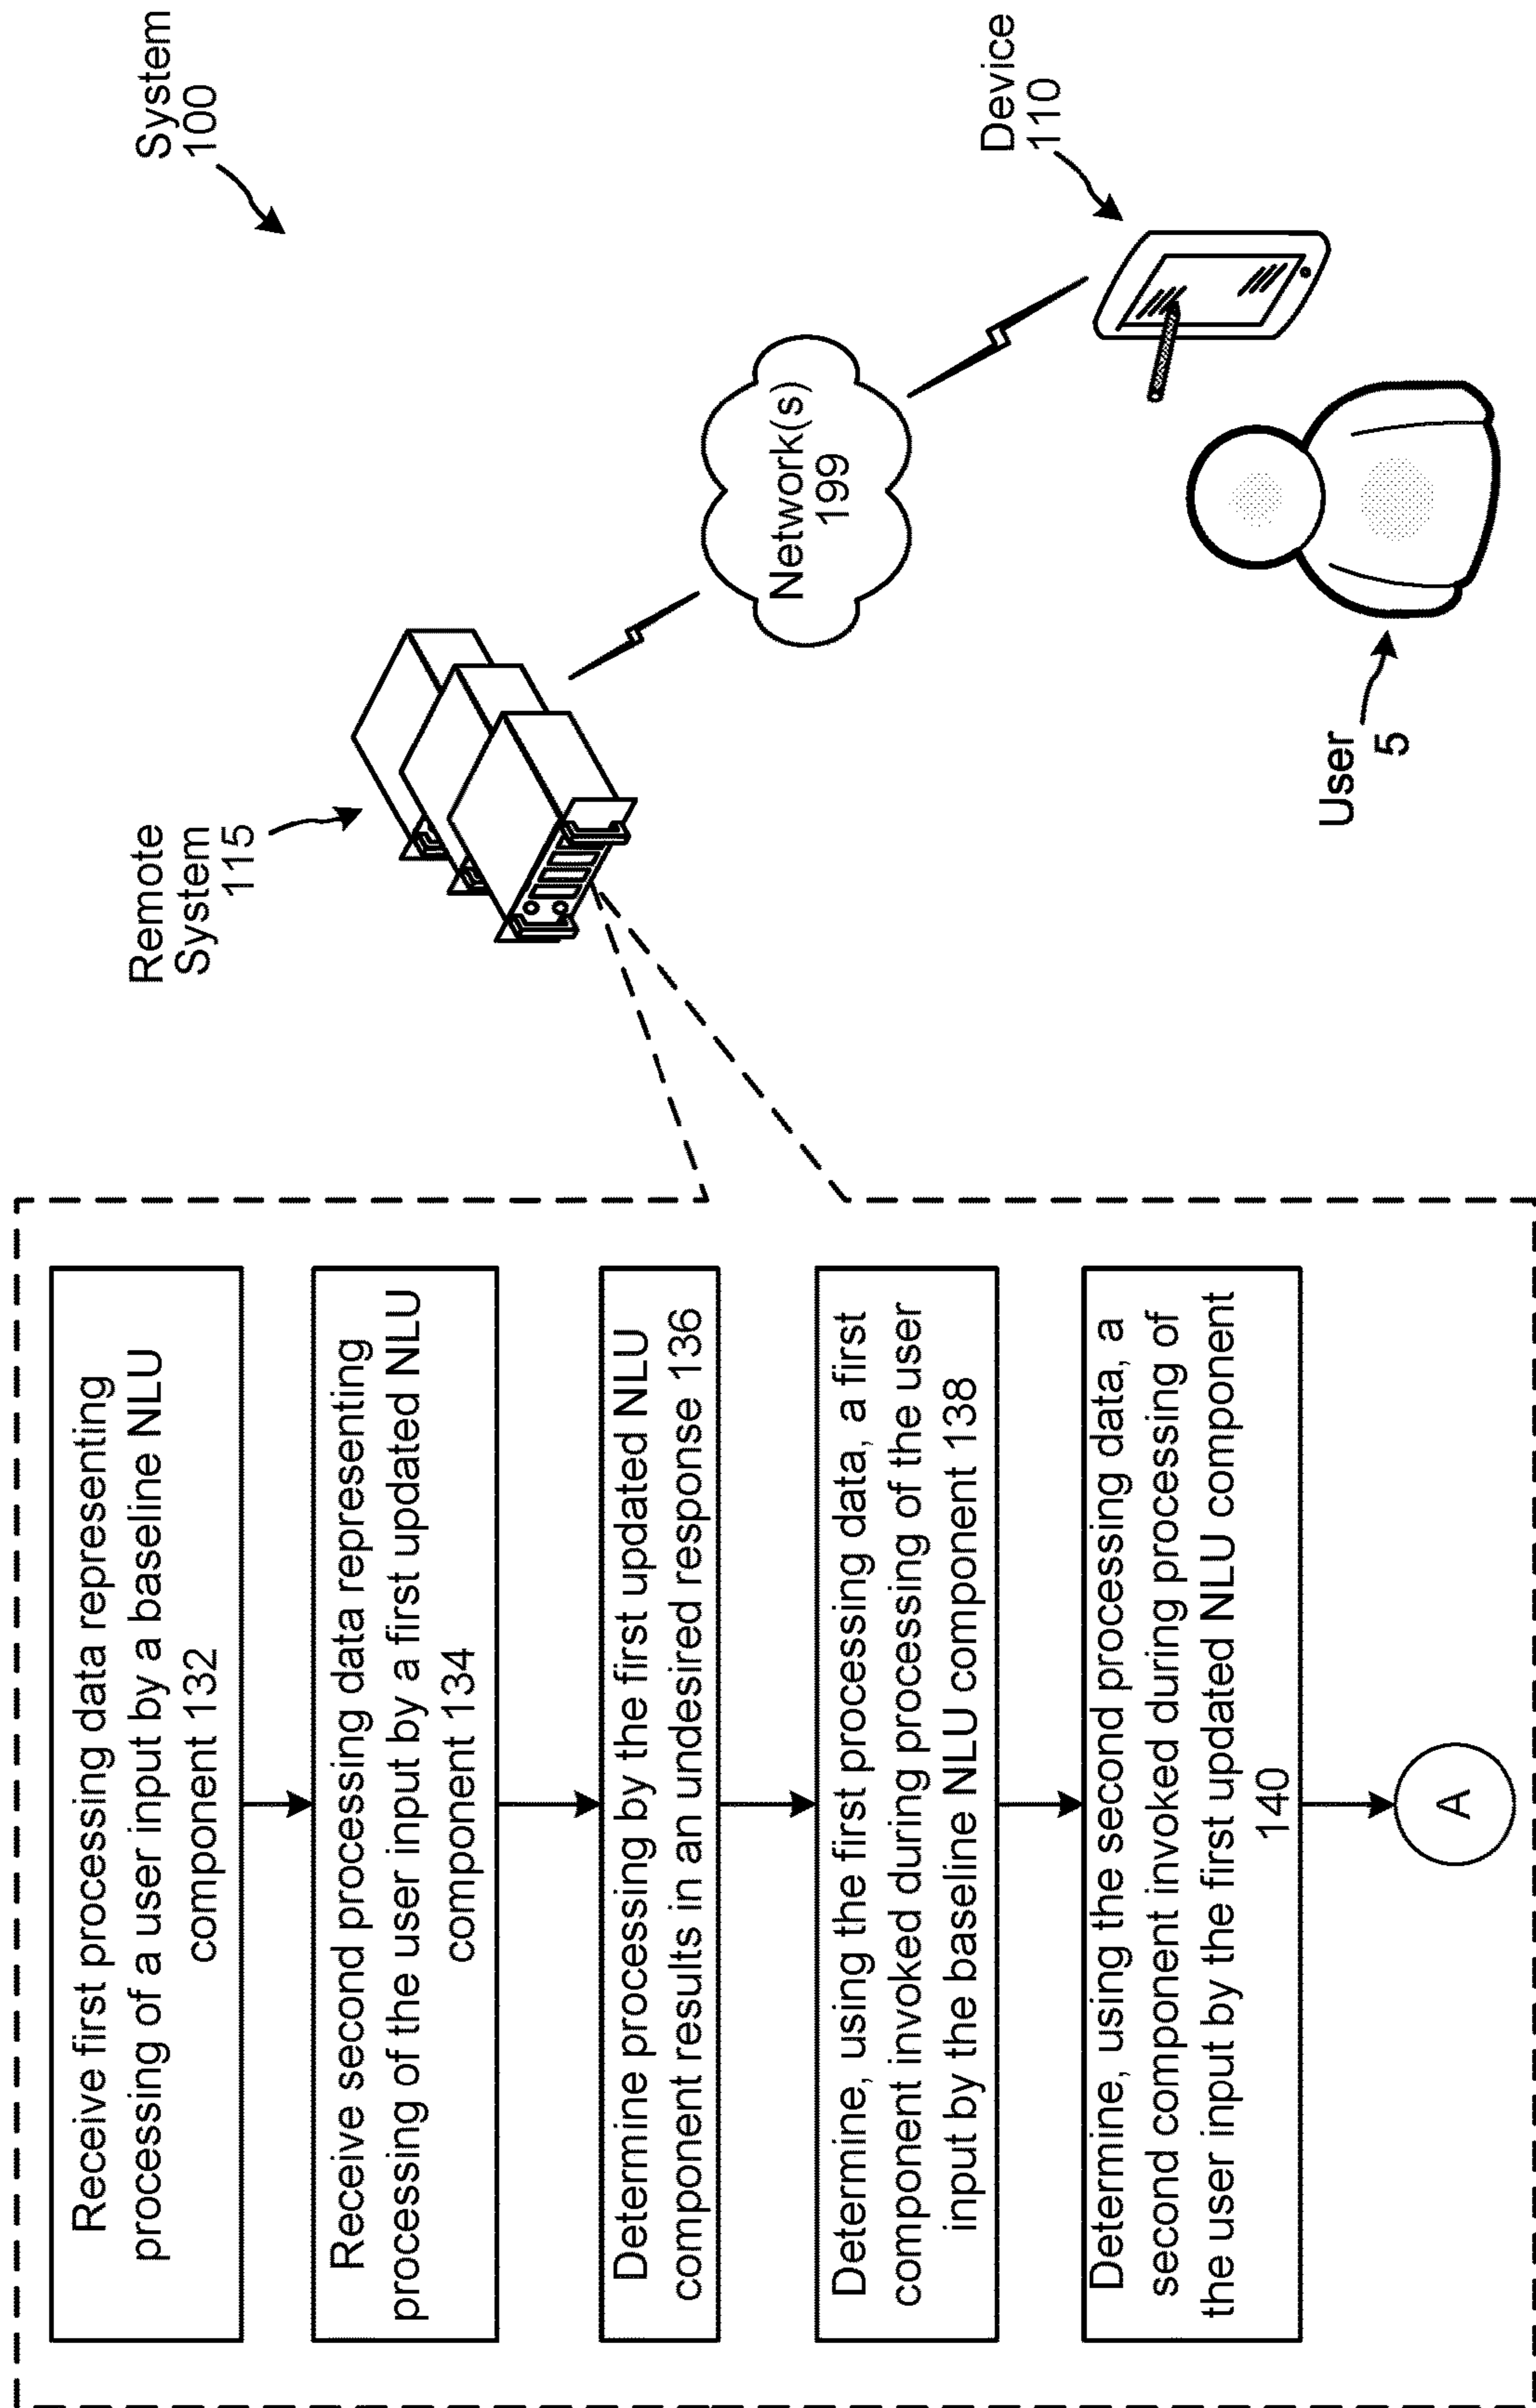 System
100
Remote
System
115
Network(s)
199
Device
110
User
5
Receive first processing data representing
processing of a user input by a baseline NLU
component 132
Receive second processing data representing
processing of the user input by a first updated NLU
component 134
Determine processing by the first updated NLU
component results in an undesired response 136
Determine, using the first processing data, a first
component invoked during processing of the user
input by the baseline NLU component 138
Determine, using the second processing data, a
second component invoked during processing of
the user input by the first updated NLU component
140
A